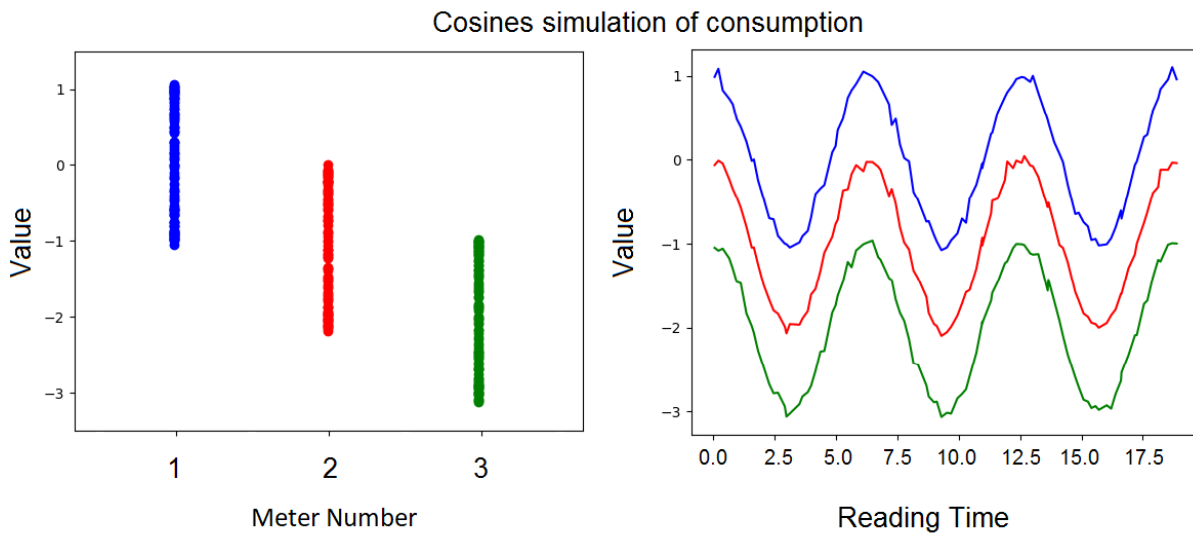 Cosines simulation of consumption
Value
1
0
−1
−2
−3
1 2 3
Meter Number
Value
1
0
−1
−2
−3
0.0 2.5 5.0 7.5 10.0 12.5 15.0 17.5
Reading Time